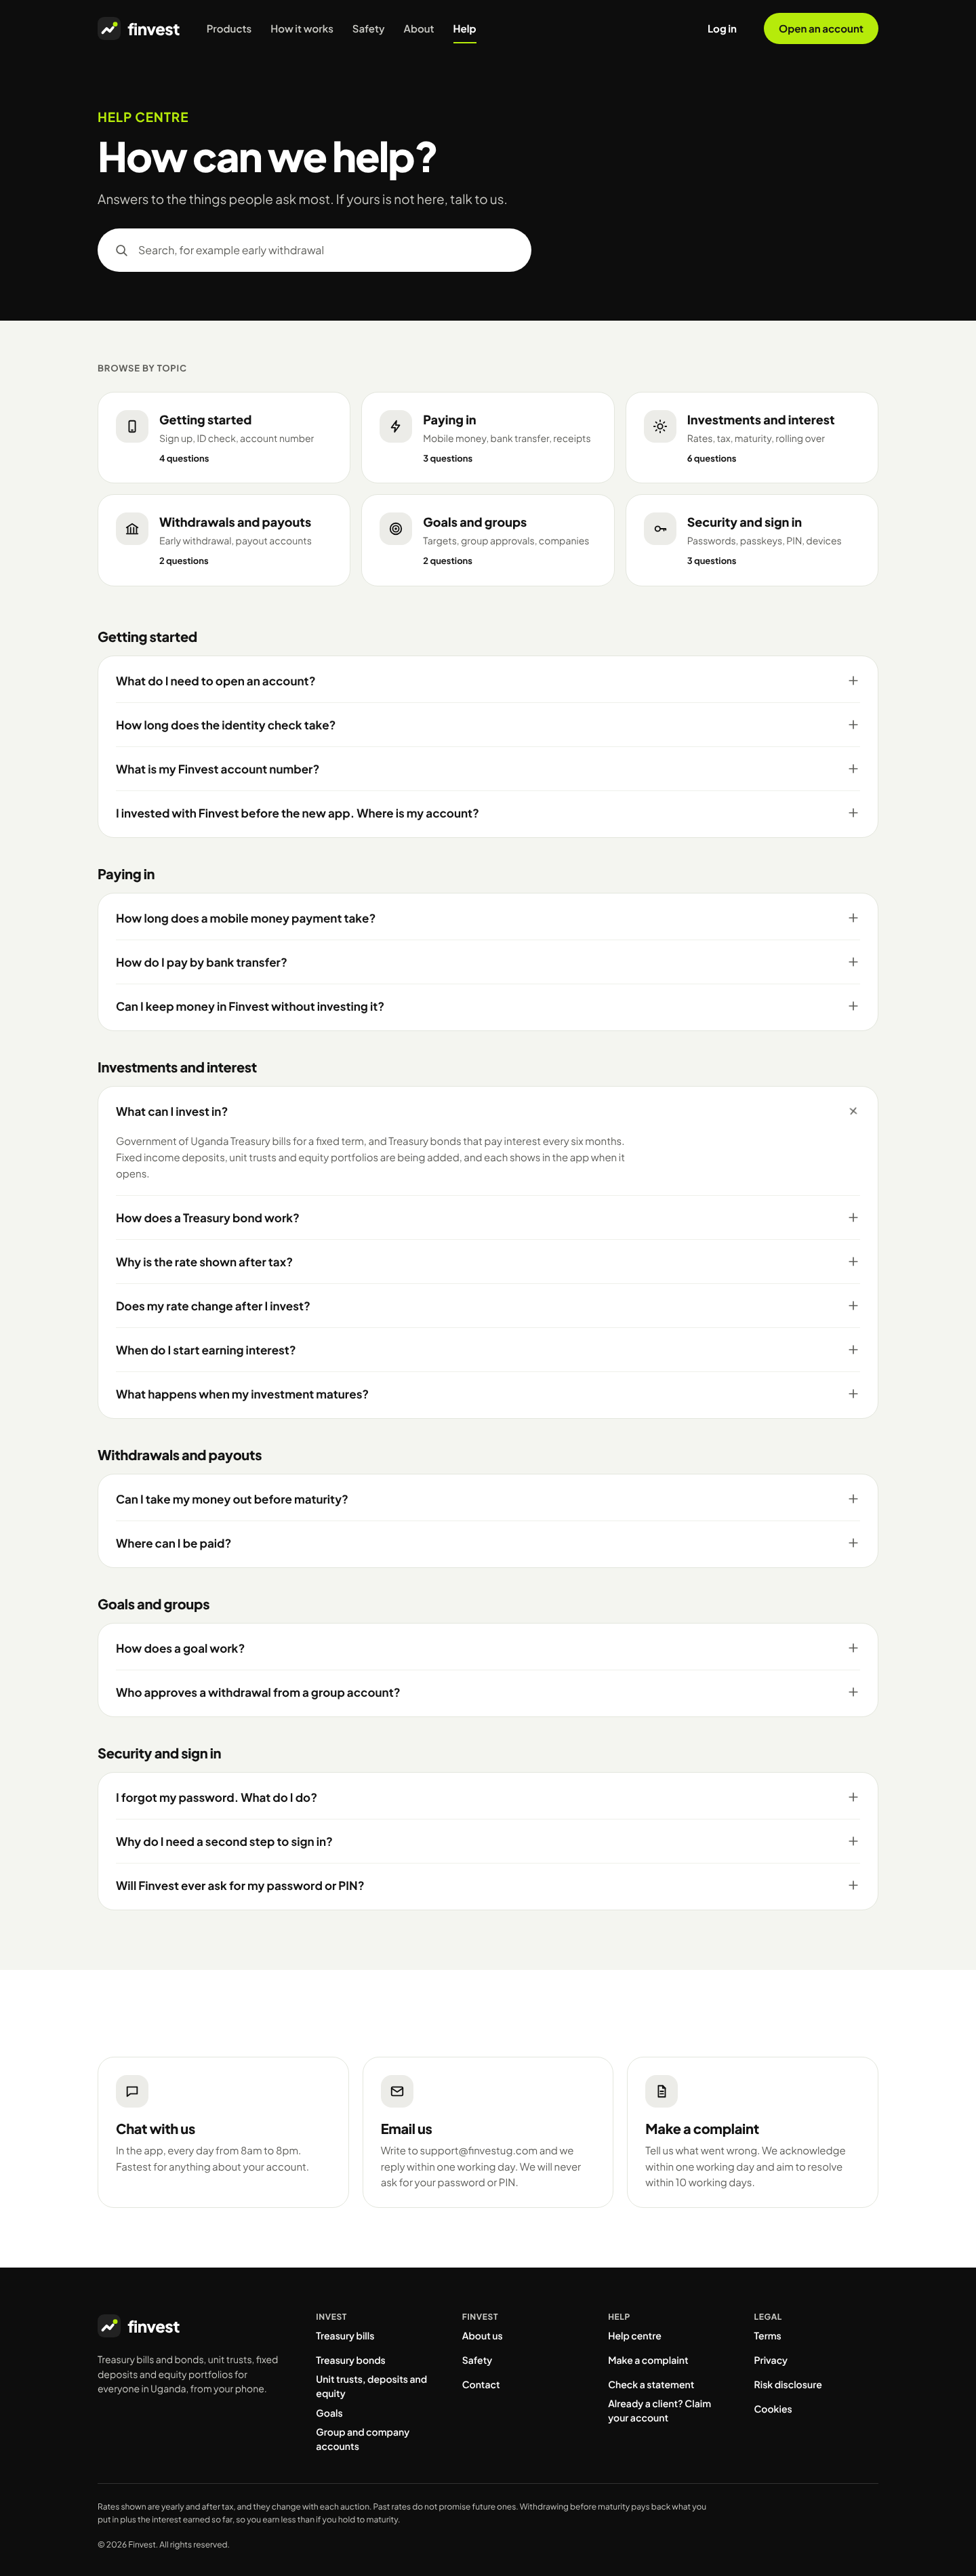 finvest
Products
How it works
Safety
About
Help
Log in
Open an account
HELP CENTRE
How can we help?
Answers to the things people ask most. If yours is not here, talk to us.
Search, for example early withdrawal
BROWSE BY TOPIC
Getting started
Sign up, ID check, account number
4 questions
Paying in
Mobile money, bank transfer, receipts
3 questions
Investments and interest
Rates, tax, maturity, rolling over
6 questions
Withdrawals and payouts
Early withdrawal, payout accounts
2 questions
Goals and groups
Targets, group approvals, companies
2 questions
Security and sign in
Passwords, passkeys, PIN, devices
3 questions
Getting started
What do I need to open an account?
How long does the identity check take?
What is my Finvest account number?
I invested with Finvest before the new app. Where is my account?
Paying in
How long does a mobile money payment take?
How do I pay by bank transfer?
Can I keep money in Finvest without investing it?
Investments and interest
What can I invest in?
Government of Uganda Treasury bills for a fixed term, and Treasury bonds that pay interest every six months.
Fixed income deposits, unit trusts and equity portfolios are being added, and each shows in the app when it
opens.
How does a Treasury bond work?
Why is the rate shown after tax?
Does my rate change after I invest?
When do I start earning interest?
What happens when my investment matures?
Withdrawals and payouts
Can I take my money out before maturity?
Where can I be paid?
Goals and groups
How does a goal work?
Who approves a withdrawal from a group account?
Security and sign in
I forgot my password. What do I do?
Why do I need a second step to sign in?
Will Finvest ever ask for my password or PIN?
Chat with us
In the app, every day from 8am to 8pm.
Fastest for anything about your account.
Email us
Write to support@finvestug.com and we
reply within one working day. We will never
ask for your password or PIN.
Make a complaint
Tell us what went wrong. We acknowledge
within one working day and aim to resolve
within 10 working days.
finvest
Treasury bills and bonds, unit trusts, fixed
deposits and equity portfolios for
everyone in Uganda, from your phone.
INVEST
Treasury bills
Treasury bonds
Unit trusts, deposits and
equity
Goals
Group and company
accounts
FINVEST
About us
Safety
Contact
HELP
Help centre
Make a complaint
Check a statement
Already a client? Claim
your account
LEGAL
Terms
Privacy
Risk disclosure
Cookies
Rates shown are yearly and after tax, and they change with each auction. Past rates do not promise future ones. Withdrawing before maturity pays back what you
put in plus the interest earned so far, so you earn less than if you hold to maturity.
© 2026 Finvest. All rights reserved.